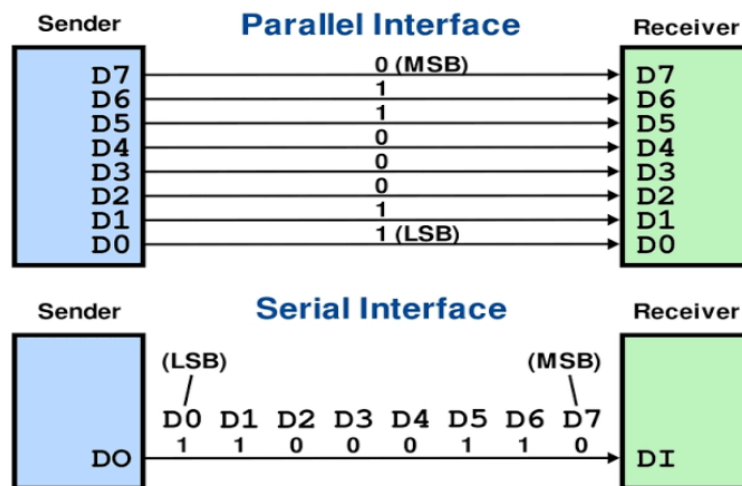 Sender Parallel Interface Receiver
D7 0 (MSB) D7
D6 1 D6
D5 1 D5
D4 0 D4
D3 0 D3
D2 0 D2
D1 1 D1
D0 1 (LSB) D0
Sender Serial Interface Receiver
(LSB) (MSB)
D0 D1 D2 D3 D4 D5 D6 D7
DO 1 1 0 0 0 1 1 0 DI